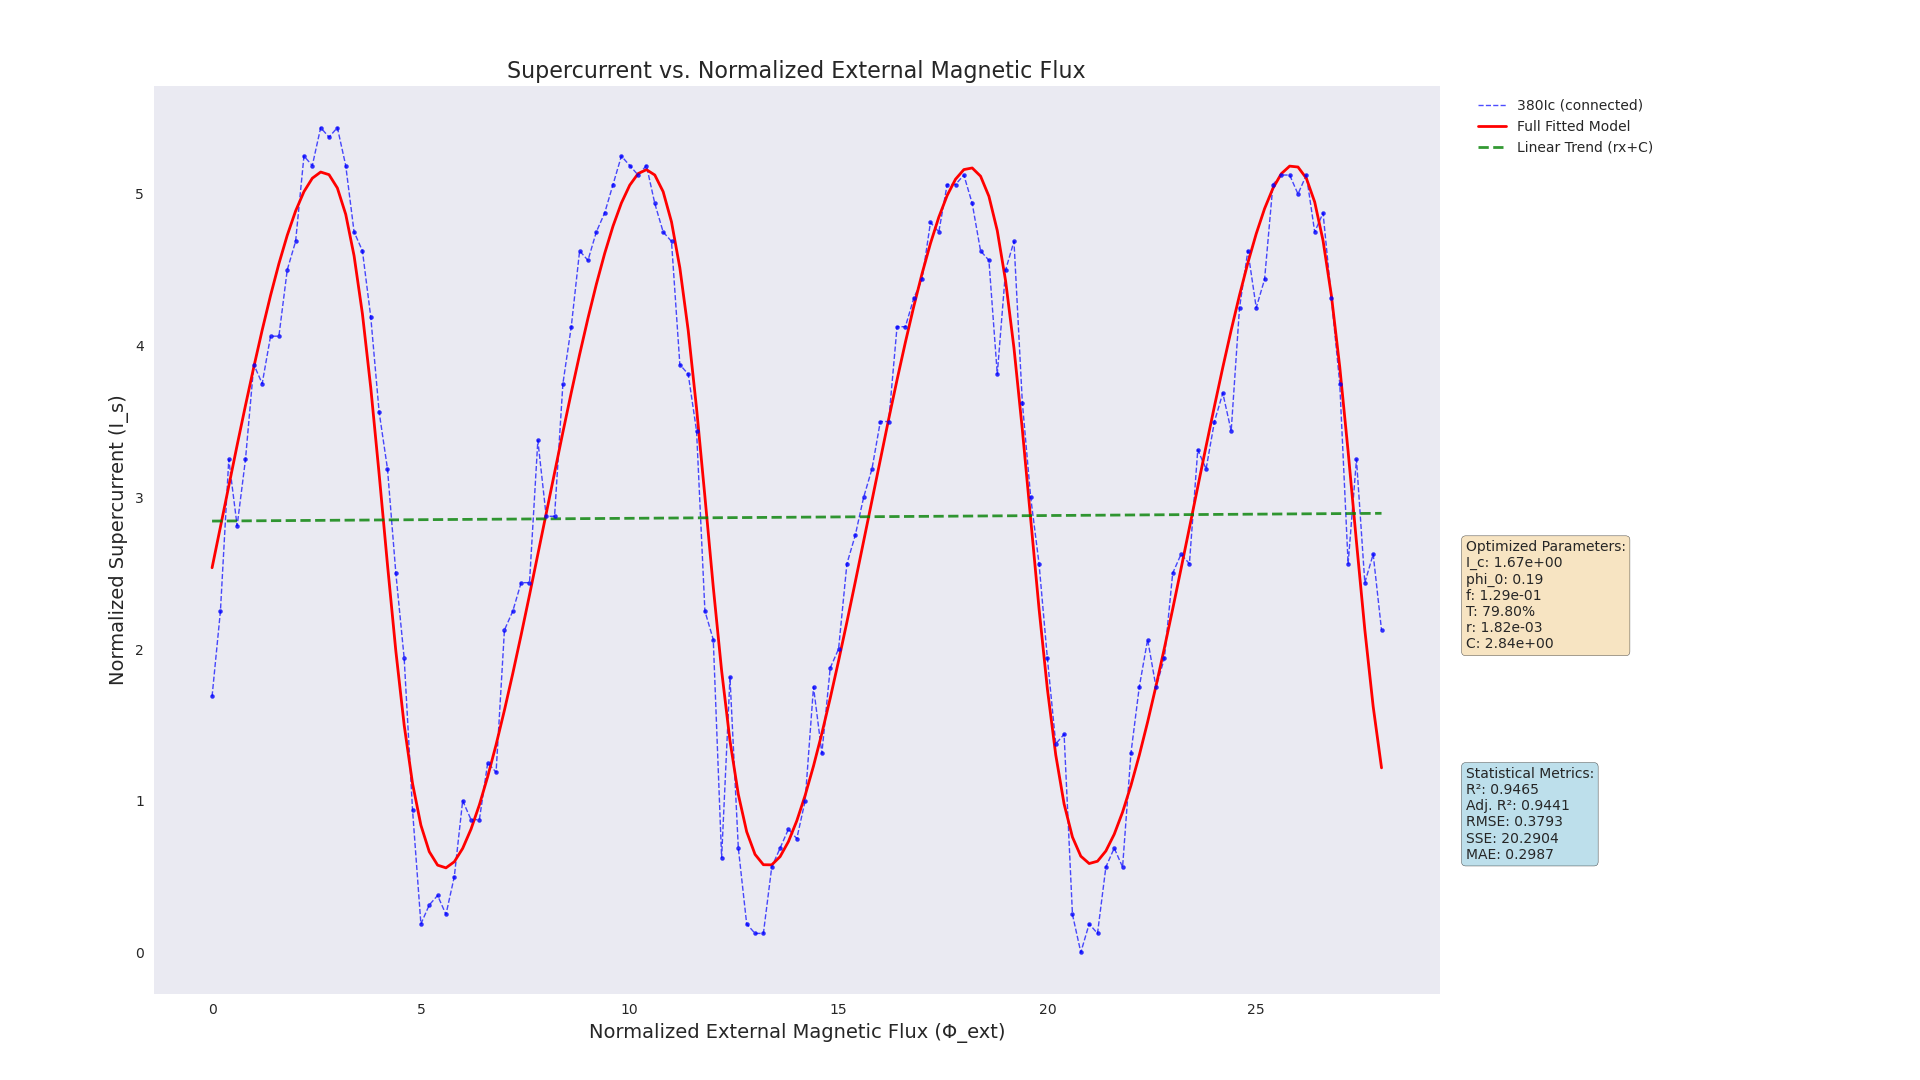 Supercurrent vs. Normalized External Magnetic Flux
380Ic (connected)
Full Fitted Model
Linear Trend (rx+C)
Normalized Supercurrent (I_s)
5
4
3
2
1
0
0 5 10 15 20 25
Normalized External Magnetic Flux (Φ_ext)
Optimized Parameters:
I_c: 1.67e+00
phi_0: 0.19
f: 1.29e-01
T: 79.80%
r: 1.82e-03
C: 2.84e+00
Statistical Metrics:
R²: 0.9465
Adj. R²: 0.9441
RMSE: 0.3793
SSE: 20.2904
MAE: 0.2987